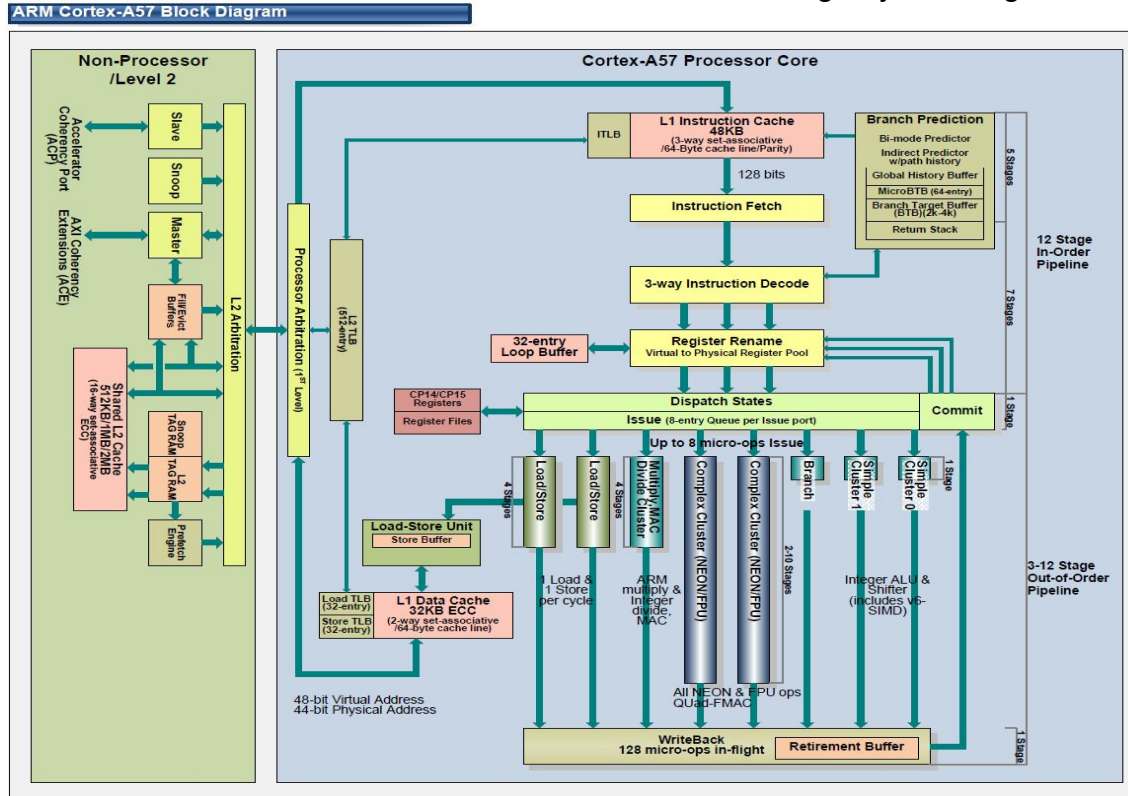 ARM Cortex-A57 Block Diagram
Non-Processor
/Level 2
Accelerator
Coherency Port
(ACP)
Slave
Snoop
AXI Coherency
Extensions (ACE)
Master
Fill/Evict
Buffers
L2 Arbitration
Shared L2 Cache
512KB/1MB/2MB
(16-way set-associative
ECC)
Snoop
TAG RAM
L2
TAG RAM
Prefetch
Engine
Cortex-A57 Processor Core
Processor Arbitration (1ST Level)
L2 TLB
(512-entry)
ITLB
L1 Instruction Cache
48KB
(3-way set-associative
/64-Byte cache line/Parity)
128 bits
Instruction Fetch
3-way Instruction Decode
Branch Prediction
Bi-mode Predictor
Indirect Predictor
w/path history
Global History Buffer
MicroBTB (64-entry)
Branch Target Buffer
(BTB)(2k-4k)
Return Stack
5 Stages
12 Stage
In-Order
Pipeline
7 Stages
32-entry
Loop Buffer
Register Rename
Virtual to Physical Register Pool
CP14/CP15
Registers
Register Files
Dispatch States
Issue (8-entry Queue per Issue port)
Commit
1 Stage
Up to 8 micro-ops Issue
4 Stages
Load/Store
Load/Store
4 Stages
Multiply,MAC
Divide Cluster
Complex Cluster (NEON/FPU)
Complex Cluster (NEON/FPU)
2-10 Stages
Branch
Simple
Cluster 1
Simple
Cluster 0
1 Stage
Load-Store Unit
Store Buffer
Load TLB
(32-entry)
Store TLB
(32-entry)
L1 Data Cache
32KB ECC
(2-way set-associative
/64-byte cache line)
1 Load &
1 Store
per cycle
ARM
multiply &
Integer
divide,
MAC
Integer ALU &
Shifter
(includes v6-
SIMD)
3-12 Stage
Out-of-Order
Pipeline
48-bit Virtual Address
44-bit Physical Address
All NEON & FPU ops
QUad-FMAC
WriteBack
128 micro-ops in-flight
Retirement Buffer
1 Stage